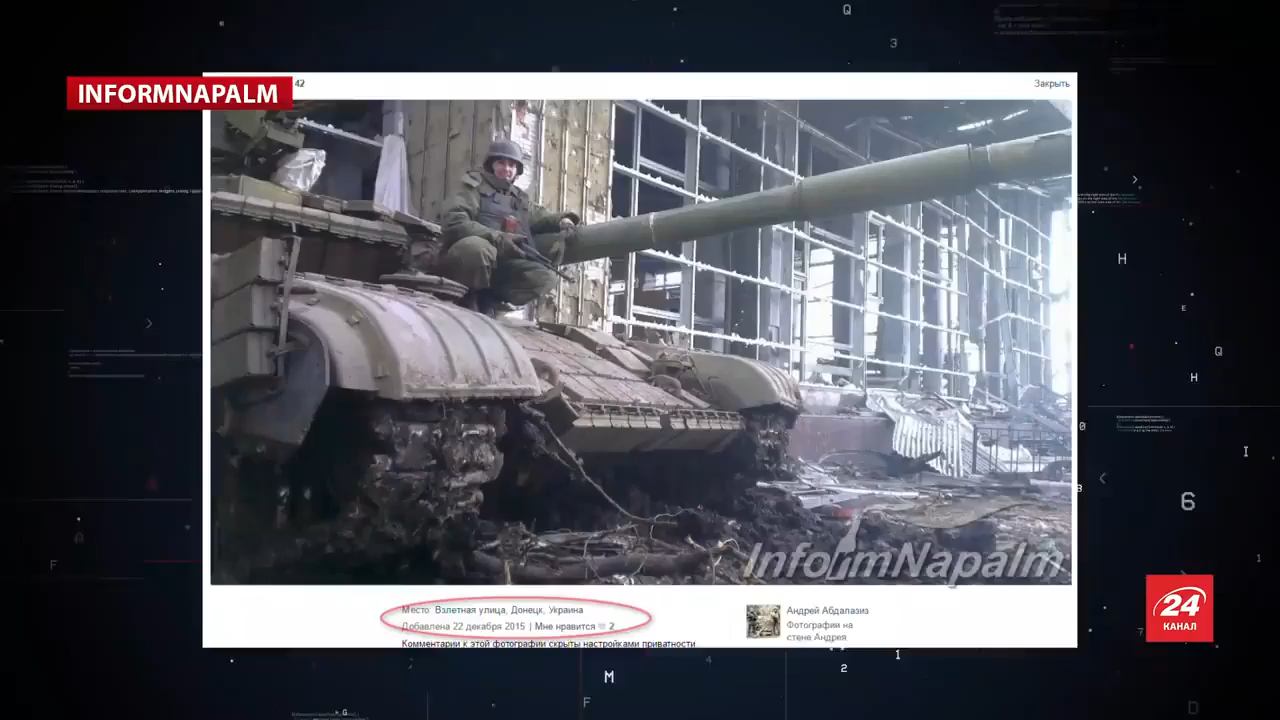 INFORMNAPALM
42
Закрыть
InformNapalm
Место: Взлетная улица, Донецк, Украина
Добавлена 22 декабря 2015 | Мне нравится 2
Комментарии к этой фотографии скрыты настройками приватности
Андрей Абдалазиз
Фотографии на
стене Андрея
24
КАНАЛ